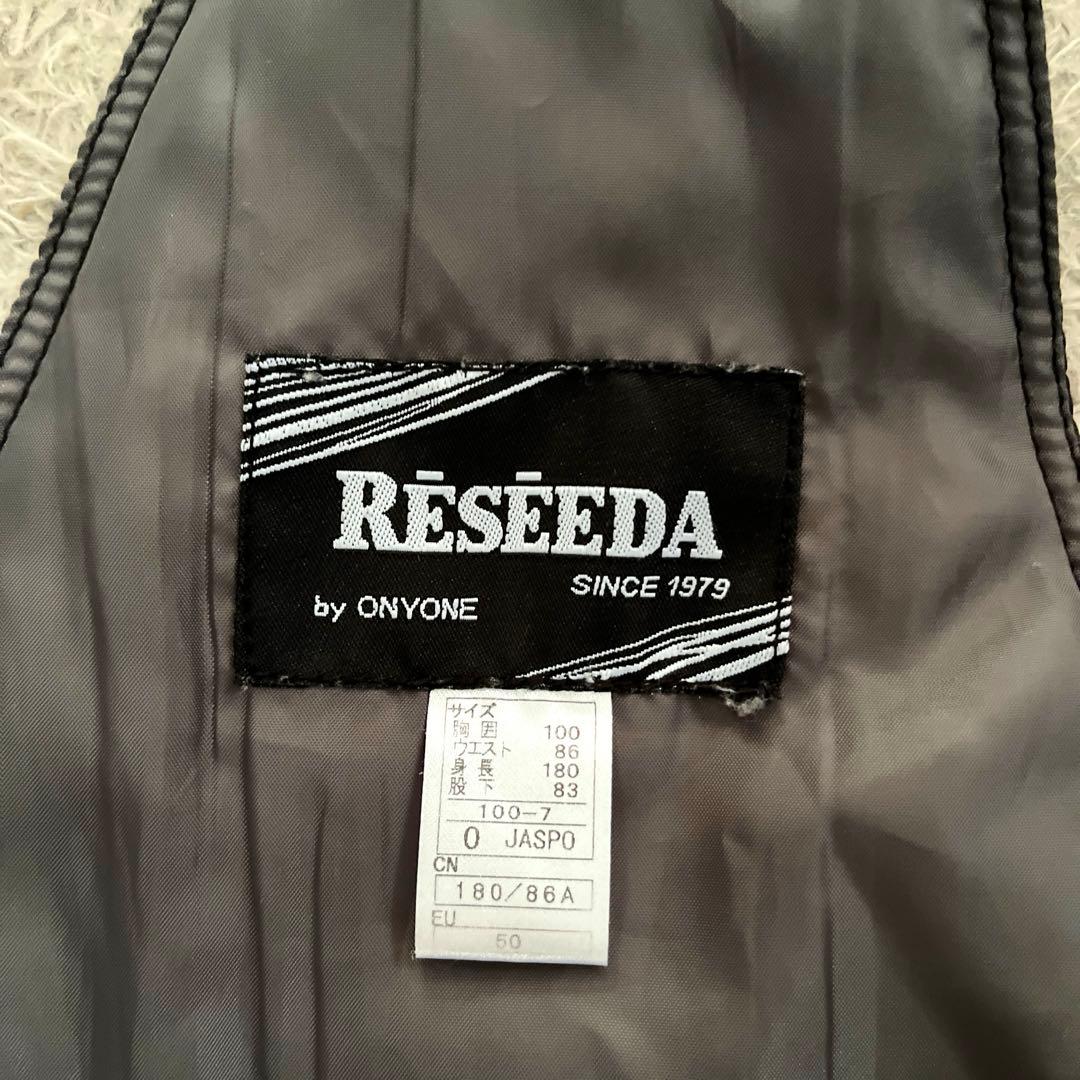 RĒSĒEDA
SINCE 1979
by ONYONE
サイズ
胸囲 100
ウエスト 86
身長 180
股下 83
100-7
O JASPO
CN
180/86A
EU
50